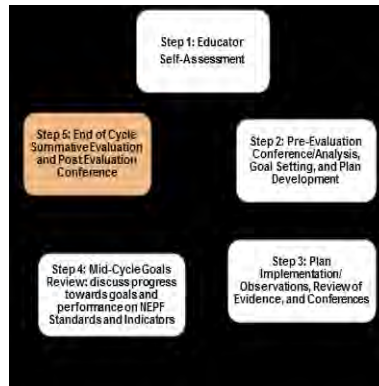 Step 1: Educator
Self-Assessment
Step 2: Pre-Evaluation
Conference/Analysis,
Goal Setting, and Plan
Development
Step 3: Plan
Implementation/
Observations, Review of
Evidence, and Conferences
Step 4: Mid-Cycle Goals
Review: discuss progress
towards goals and
performance on NEPF
Standards and Indicators
Step 5: End of Cycle
Summative Evaluation
and Post Evaluation
Conference